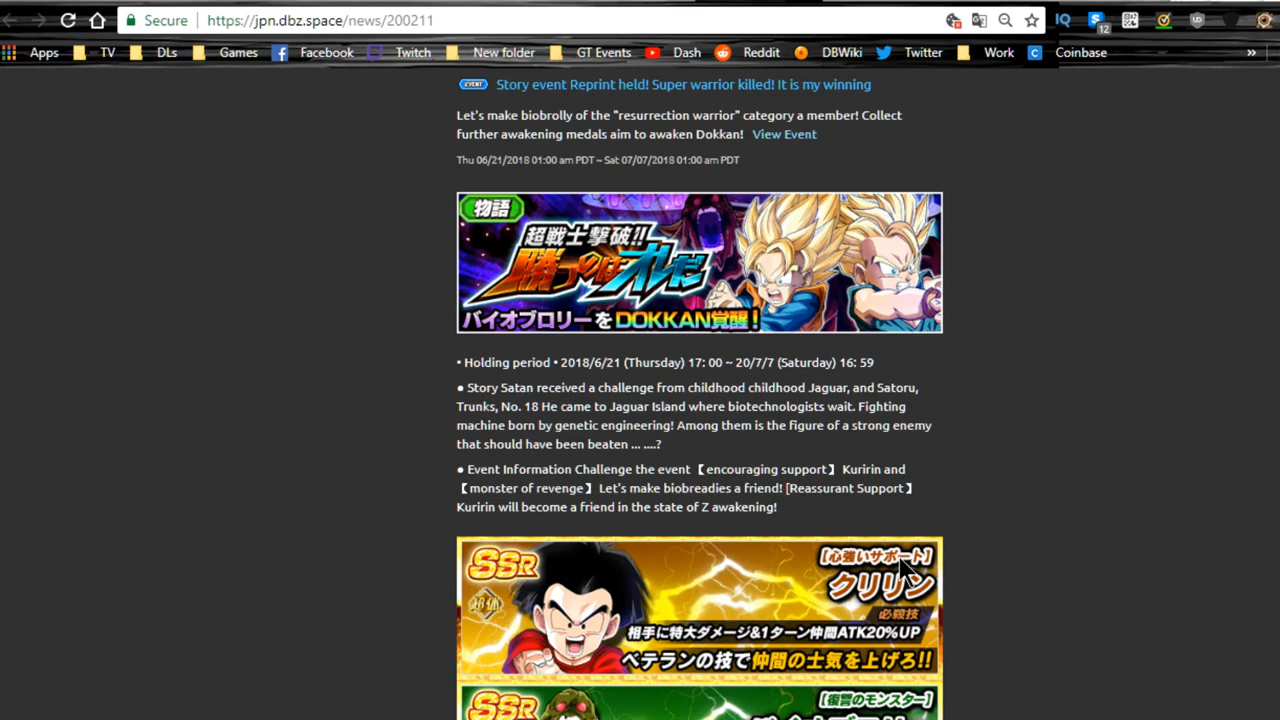 Secure https://jpn.dbz.space/news/200211
12
Apps TV DLs Games Facebook Twitch New folder GT Events Dash Reddit DBWiki Twitter Work Coinbase »
EVENT Story event Reprint held! Super warrior killed! It is my winning
Let's make biobrolly of the "resurrection warrior" category a member! Collect
further awakening medals aim to awaken Dokkan! View Event
Thu 06/21/2018 01:00 am PDT ~ Sat 07/07/2018 01:00 am PDT
物語
超戦士撃破!!
勝つのはオレだ
バイオブロリーをDOKKAN覚醒!
• Holding period • 2018/6/21 (Thursday) 17: 00 ~ 20/7/7 (Saturday) 16: 59
● Story Satan received a challenge from childhood childhood Jaguar, and Satoru,
Trunks, No. 18 He came to Jaguar Island where biotechnologists wait. Fighting
machine born by genetic engineering! Among them is the figure of a strong enemy
that should have been beaten ... ....?
● Event Information Challenge the event 【encouraging support】 Kuririn and
【monster of revenge】 Let's make biobreadies a friend! [Reassurant Support】
Kuririn will become a friend in the state of Z awakening!
SSR
[心強いサポート]
クリリン
超体
必殺技
相手に特大ダメージ&1ターン仲間ATK20%UP
ベテランの技で仲間の士気を上げろ!!
SSR
[復讐のモンスター]